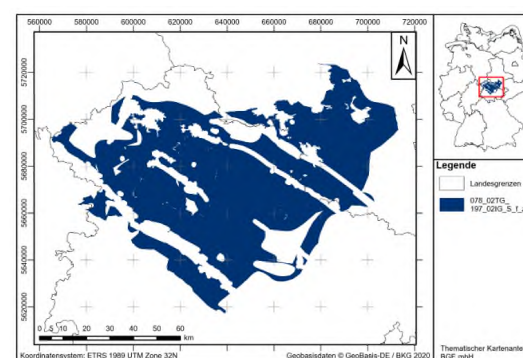 560000 580000 600000 620000 640000 660000 680000 700000 720000
N
5720000
5700000
5680000
5660000
5640000
5620000
0 5 10 20 30 40 50 60
km
Koordinatensystem: ETRS 1989 UTM Zone 32N
Geobasisdaten © GeoBasis-DE / BKG 2020
Legende
Landesgrenzen
078_02TG_
197_02IG_S_f_z
Thematischer Kartenante
BGE mbH